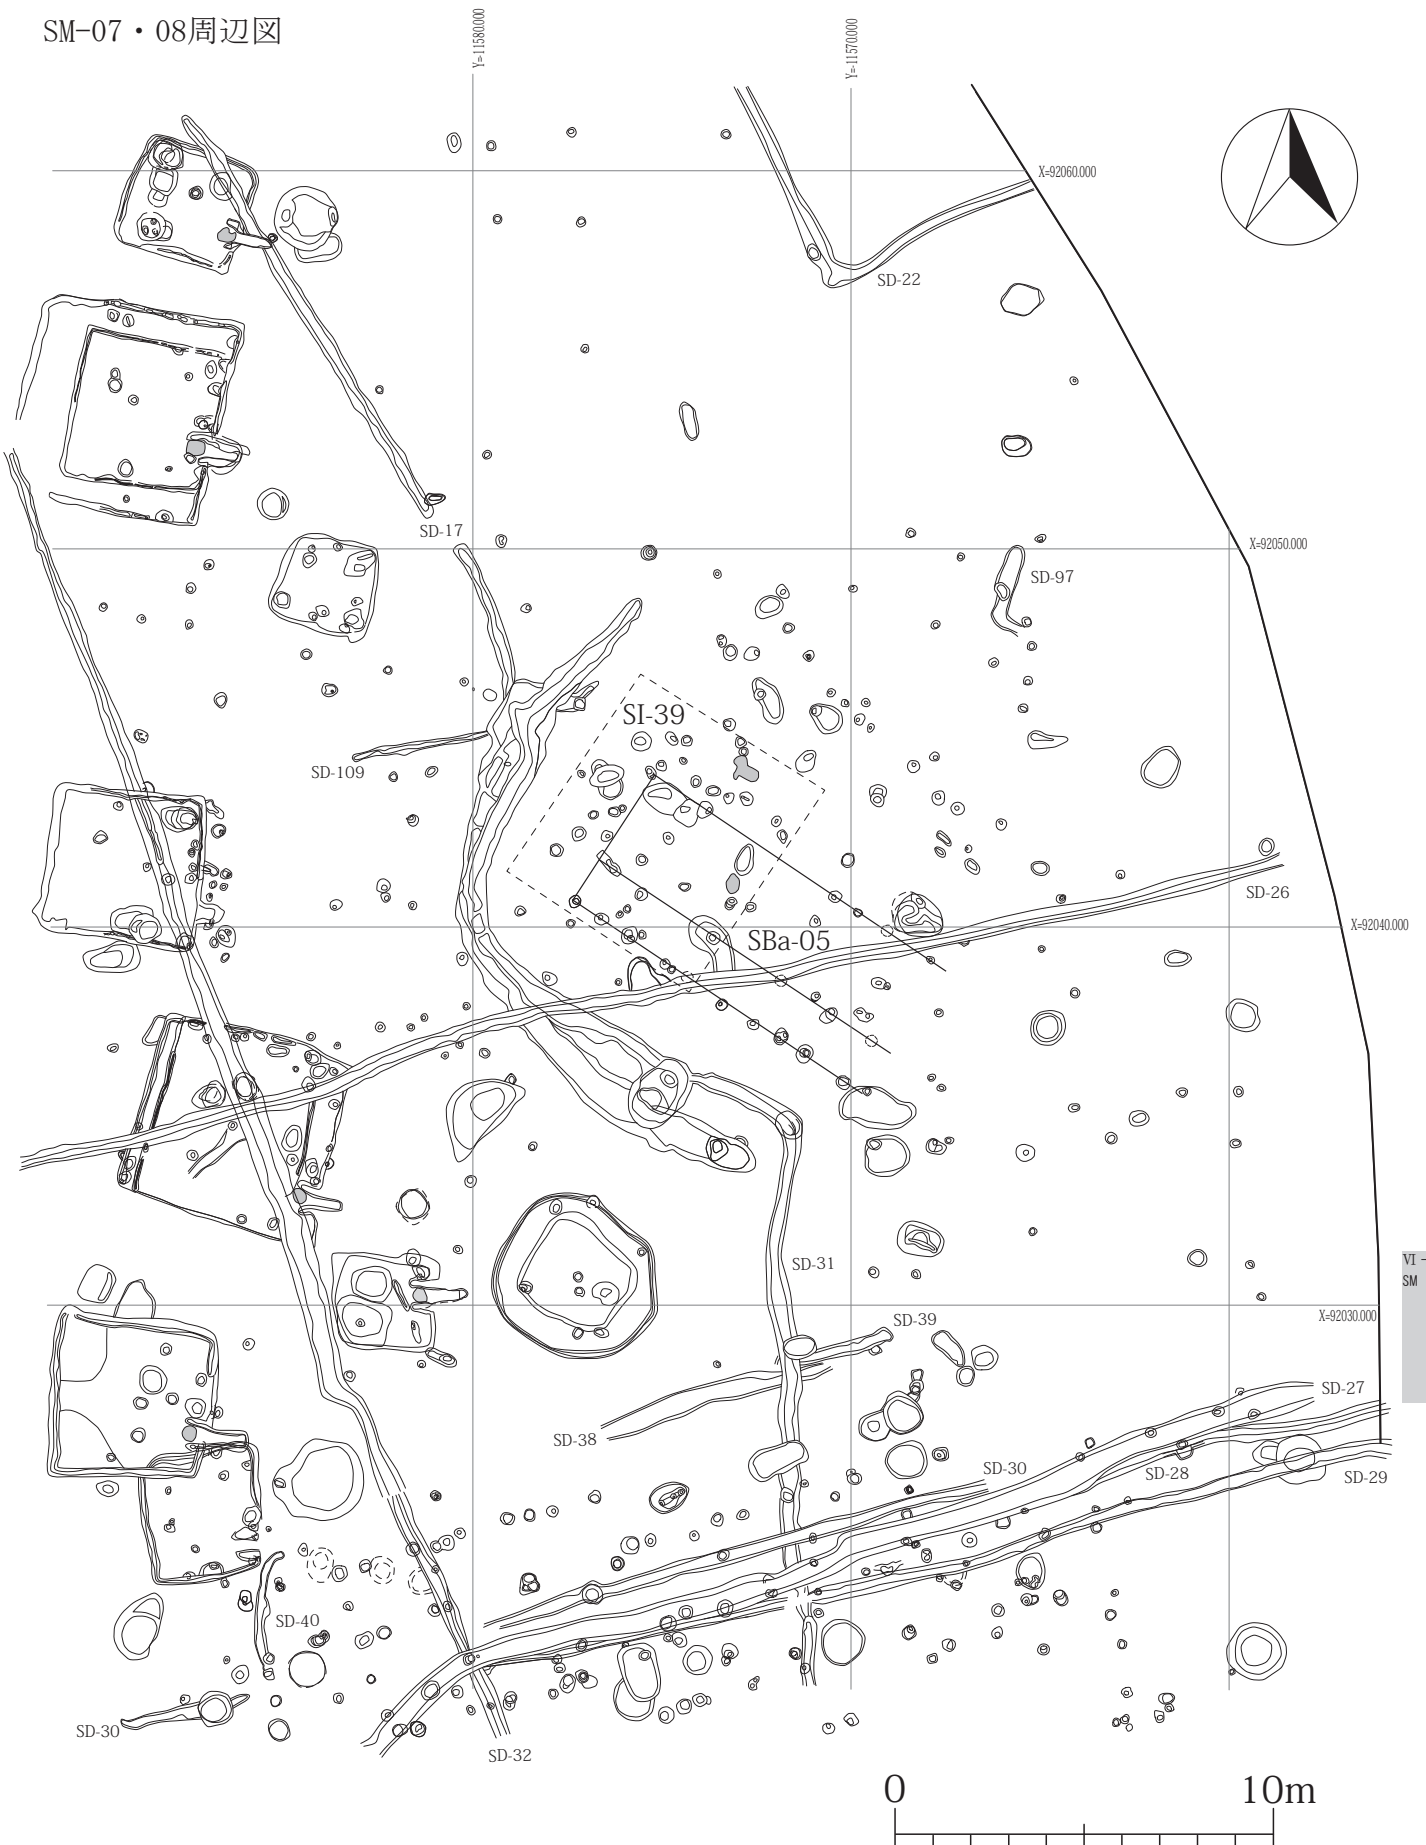 SM-07・08周辺図
Y=-11580.000
Y=-11570.000
X=92060.000
SD-22
SD-17
X=92050.000
SD-97
SI-39
SD-109
SD-26
X=92040.000
SBa-05
SD-31
VI -
SM
X=92030.000
SD-39
SD-27
SD-38
SD-30
SD-28
SD-29
SD-40
SD-30
SD-32
0 10m